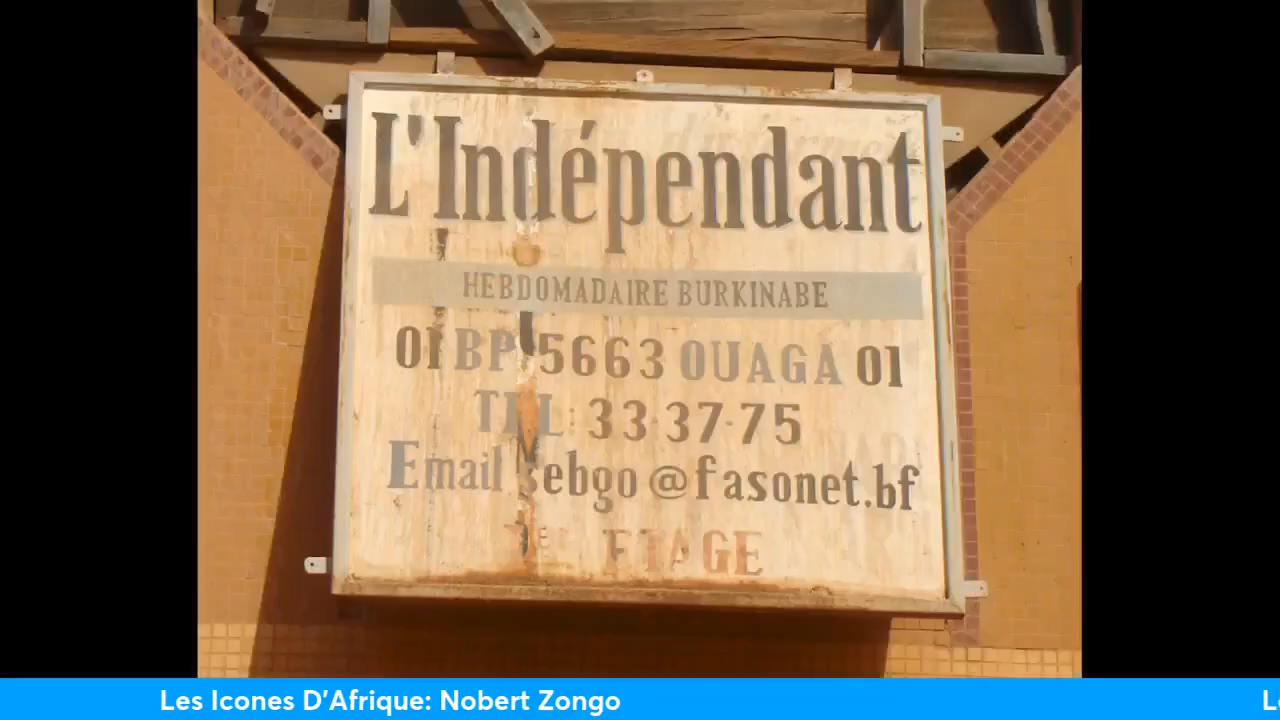 L'Indépendant
HEBDOMADAIRE BURKINABE
01 BP 5663 OUAGA 01
TEL: 33·37·75
Email sebgo@fasonet.bf
1er ETAGE
Les Icones D'Afrique: Nobert Zongo